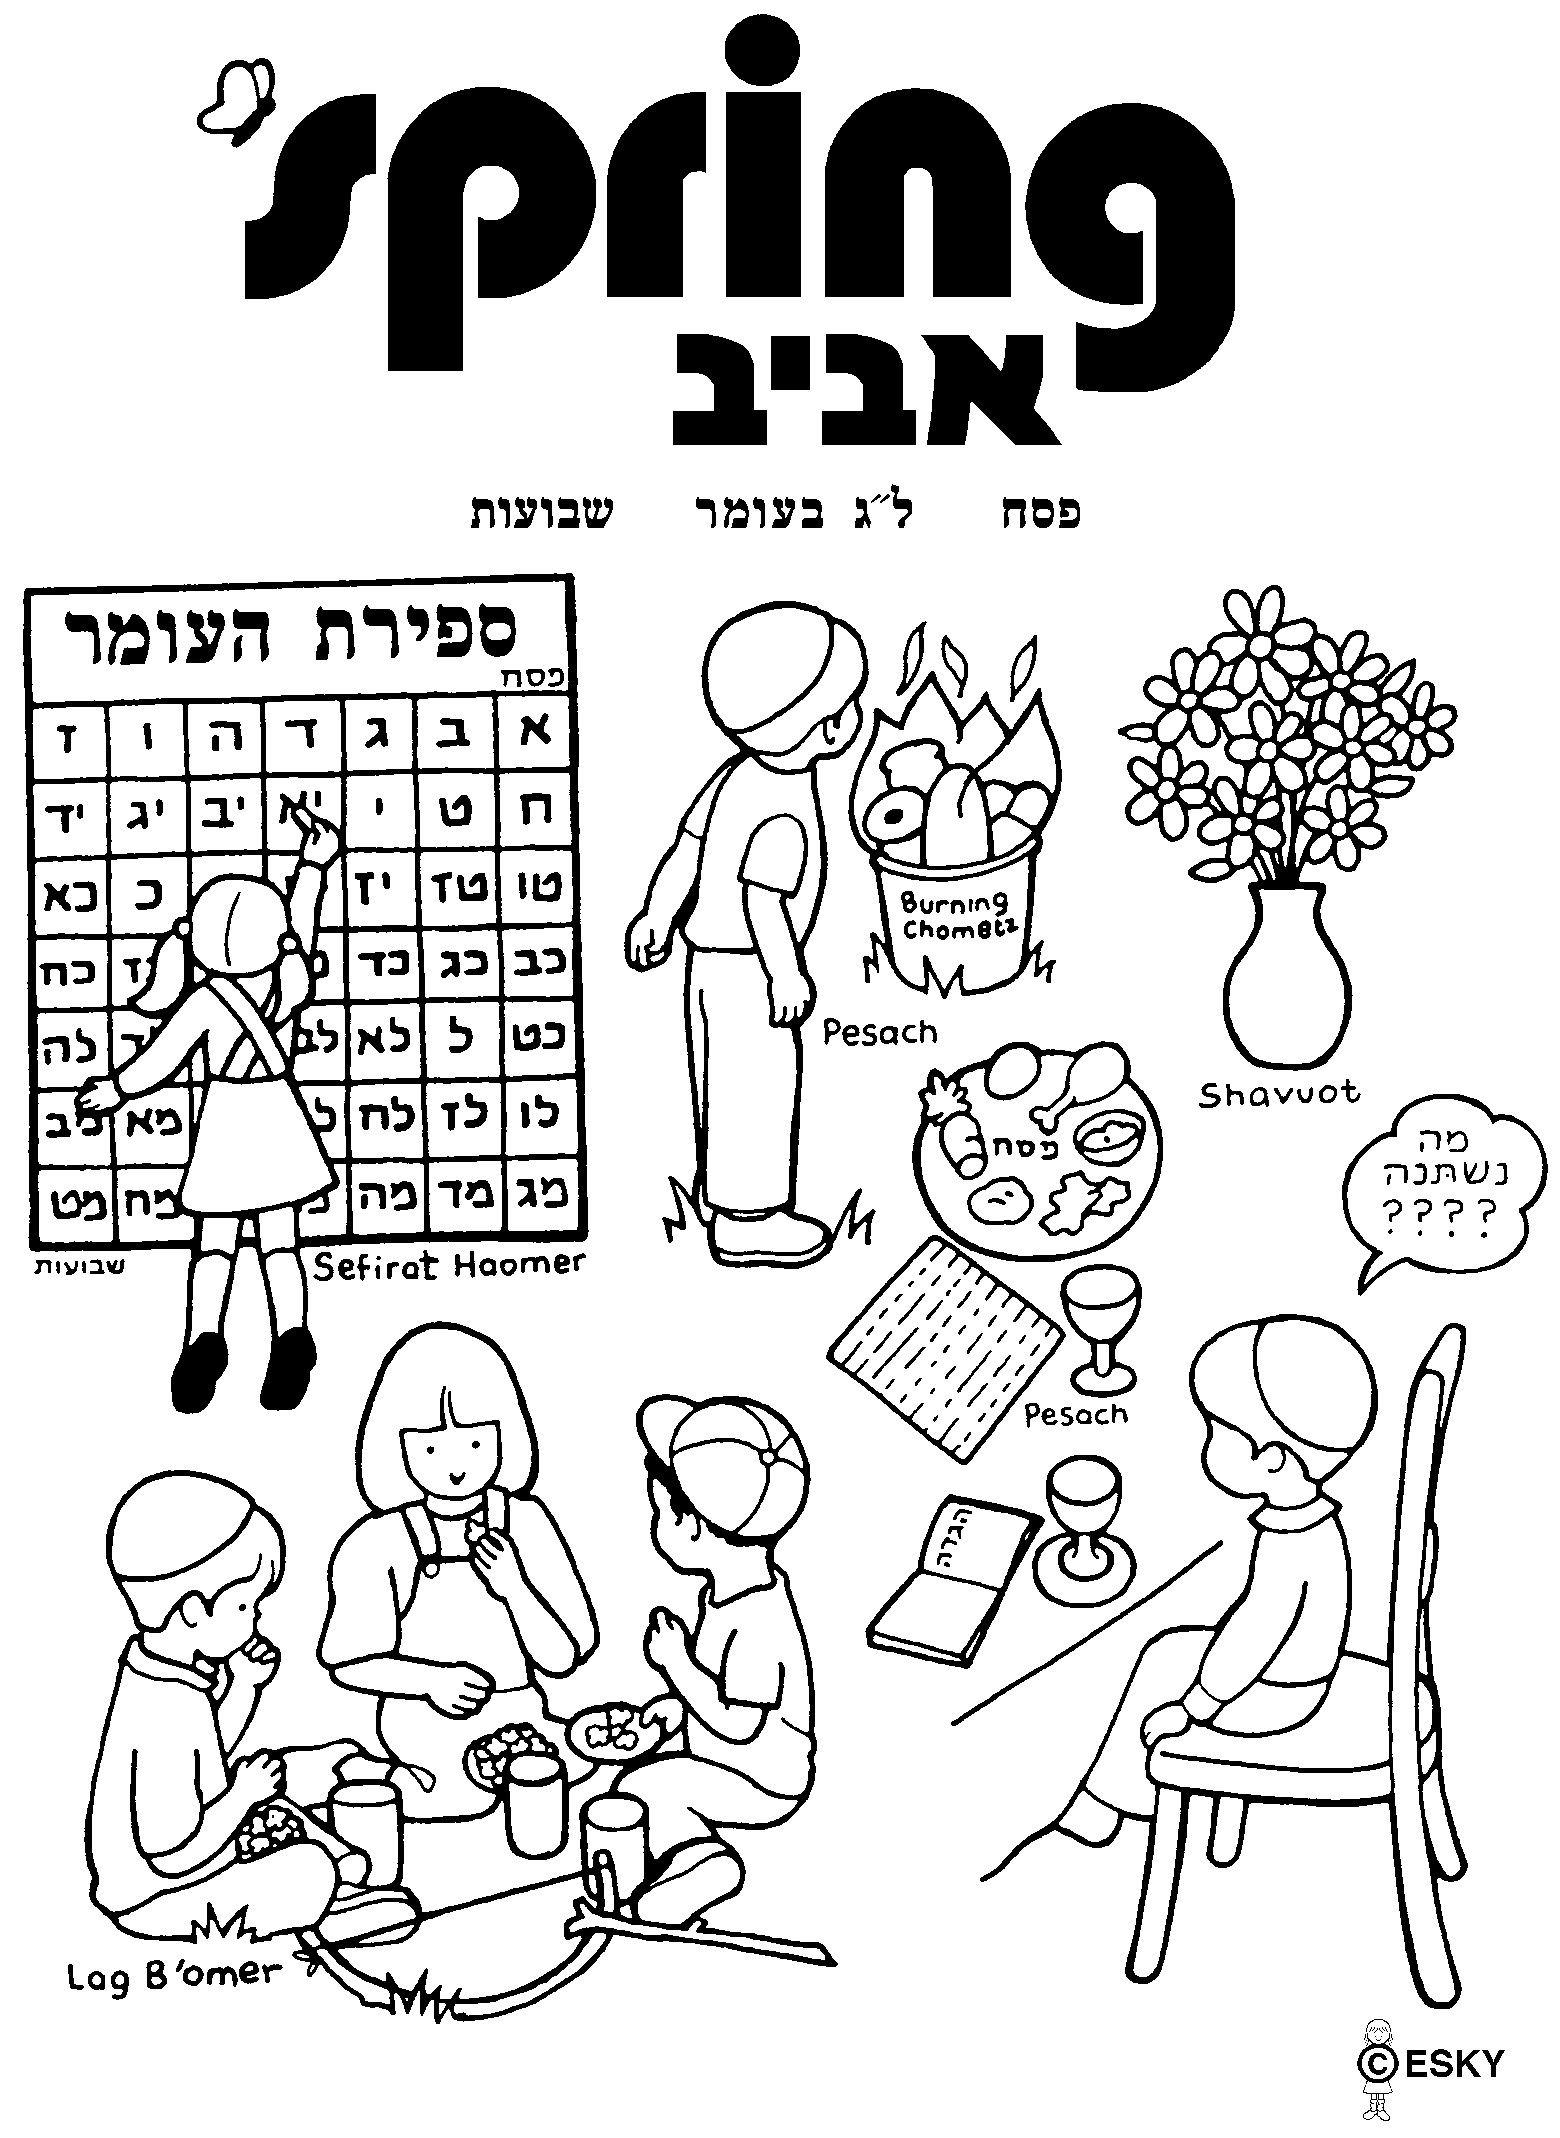 spring
אביב
פסח ל״ג בעומר שבועות
ספירת העומר
פסח
א ב ג ד ה ו ז
ח ט י יא יב יג יד
טו טז יז כ כא
כב כג כד כח
כט ל לא לב לה
לו לז לח מא מב
מג מד מה מח מט
שבועות
Sefirat Haomer
Burning
Chometz
Pesach
Shavuot
פסח
מה
נשתנה
????
Pesach
הגדה
Lag B'omer
© ESKY